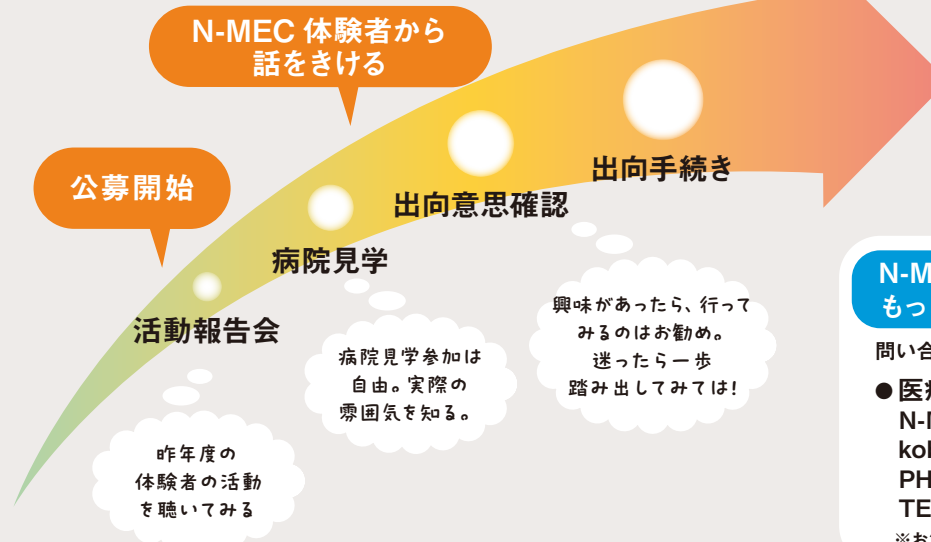 N-MEC 体験者から
話をきける
公募開始
出向手続き
出向意思確認
病院見学
活動報告会
興味があったら、行って
みるのはお勧め。
迷ったら一歩
踏み出してみては!
病院見学参加は
自由。実際の
雰囲気を知る。
昨年度の
体験者の活動
を聴いてみる
もっ
問い合
PH
TE
※お